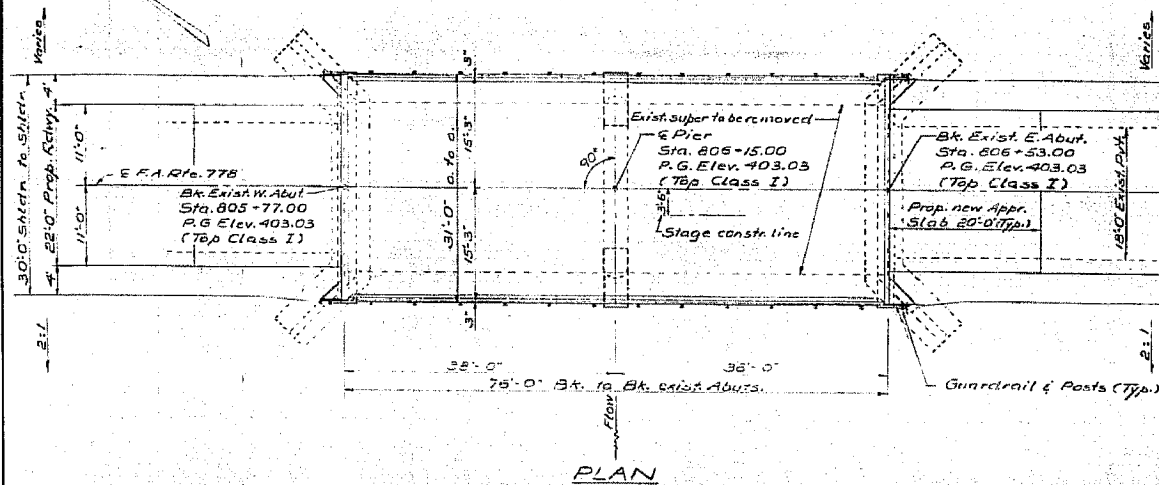 Varies
Varies
30'0" Shldr. to Shldr.
4'
22'0" Prop. Rdwy.
4'
11'-0"
11'-0"
2:1
2:1
℄ F.A. Rte. 778
Bk. Exist. W. Abut.
Sta. 805+77.00
P.G. Elev. 403.03
(Top Class I)
3"
15'-3"
31'-0" o. to o.
15'-3"
3"
90°
Exist. super to be removed
℄ Pier
Sta. 806+15.00
P.G. Elev. 403.03
(Top Class I)
3'-6"
Stage constr. line
Bk. Exist. E. Abut.
Sta. 806+53.00
P.G. Elev. 403.03
(Top Class I)
Prop. new Appr.
Slab 20'-0" (Typ.)
18'-0" Exist. Pvt.
38'-0"
38'-0"
76'-0" Bk. to Bk. exist. Abuts.
Guardrail & Posts (Typ.)
Flow
PLAN